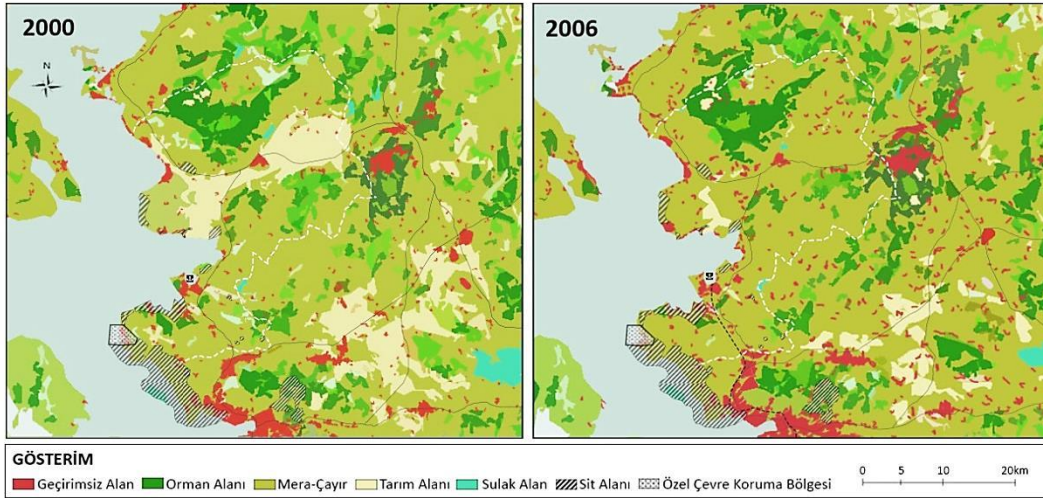 2000
2006
N
GÖSTERİM
Geçirimsiz Alan Orman Alanı Mera-Çayır Tarım Alanı Sulak Alan Sit Alanı Özel Çevre Koruma Bölgesi
0 5 10 20km